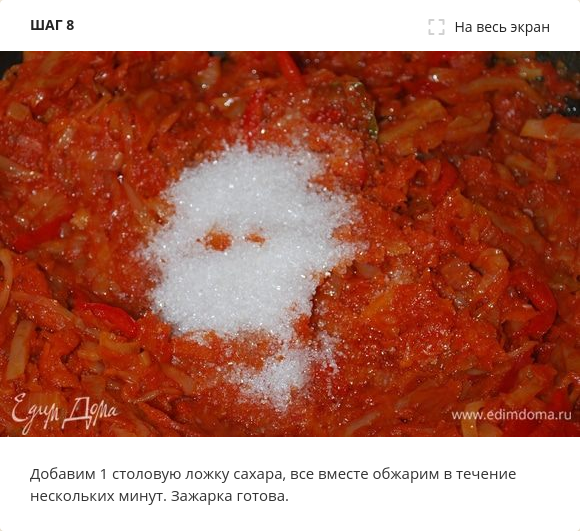 ШАГ 8
На весь экран
Едим Дома
www.edimdoma.ru
Добавим 1 столовую ложку сахара, все вместе обжарим в течение
нескольких минут. Зажарка готова.